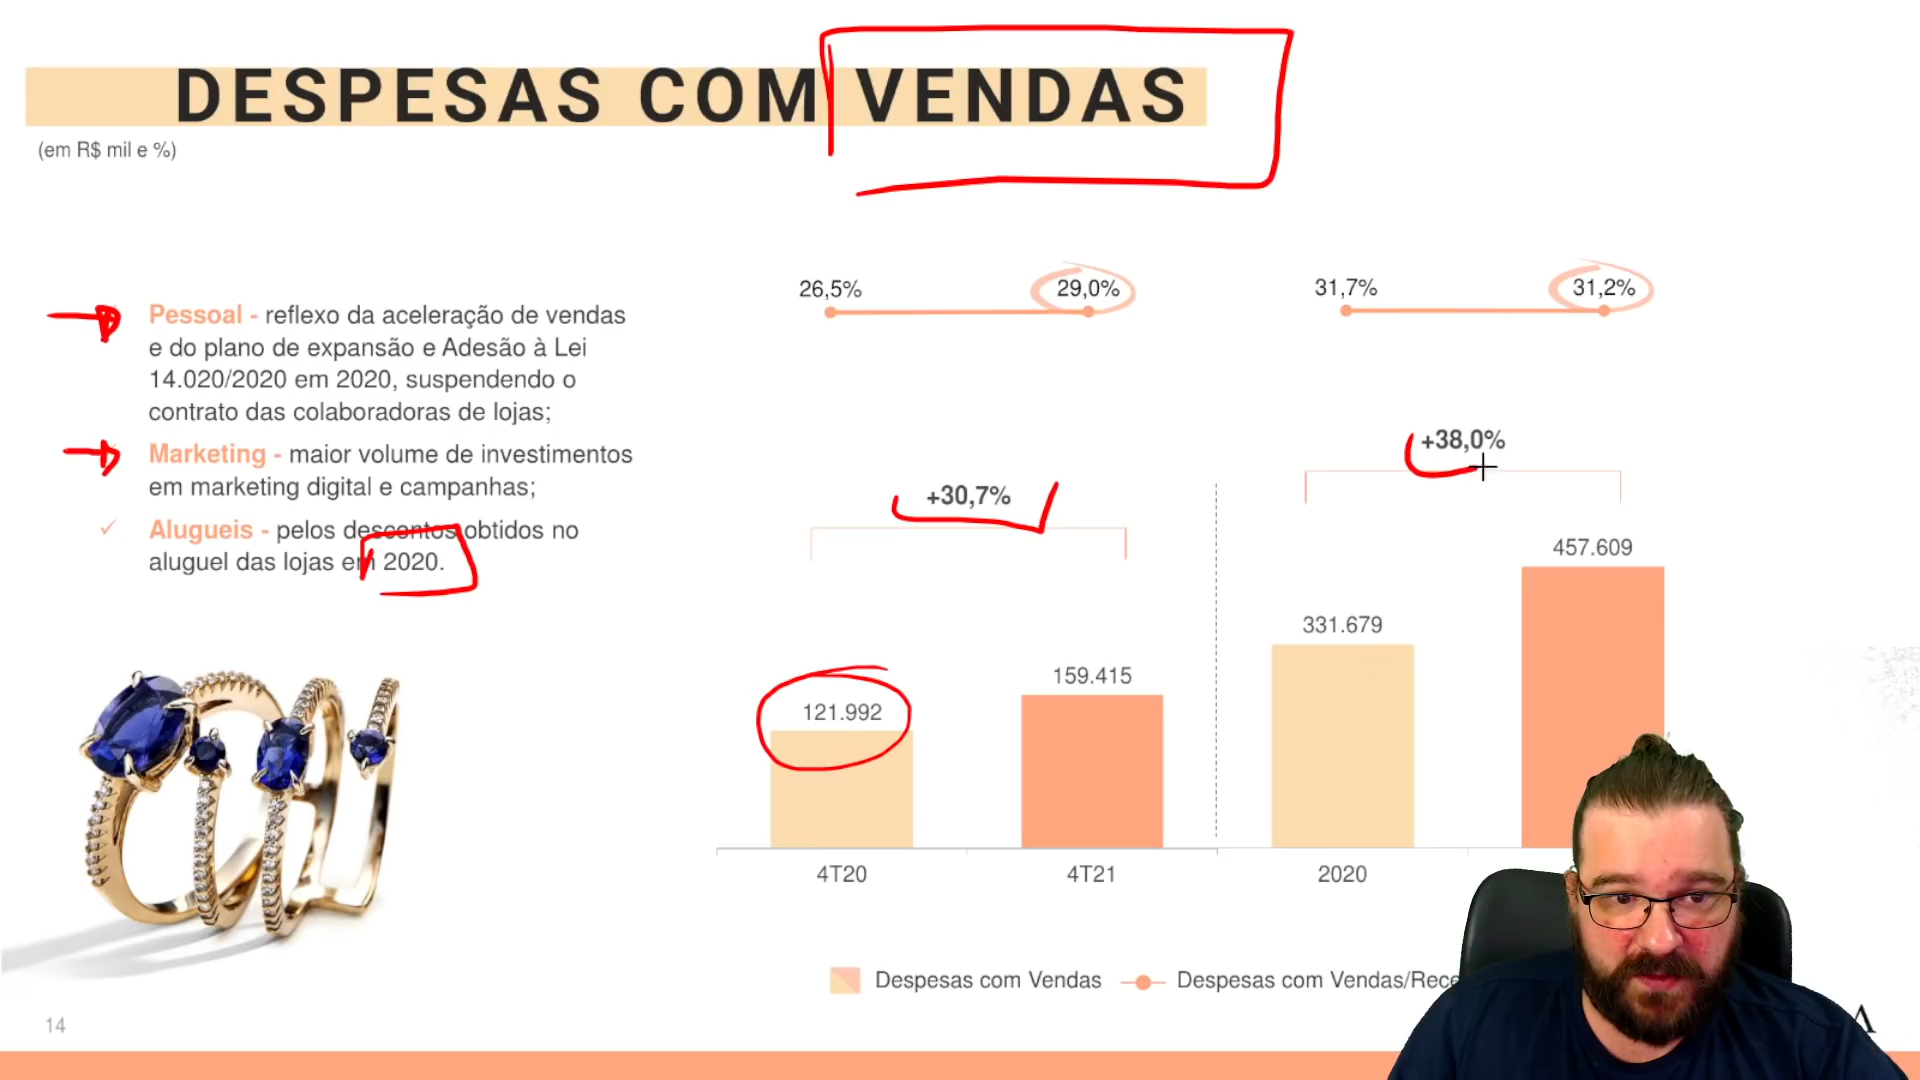 DESPESAS COM VENDAS
(em R$ mil e %)
Pessoal - reflexo da aceleração de vendas
e do plano de expansão e Adesão à Lei
14.020/2020 em 2020, suspendendo o
contrato das colaboradoras de lojas;
Marketing - maior volume de investimentos
em marketing digital e campanhas;
Alugueis - pelos descontos obtidos no
aluguel das lojas em 2020.
26,5%
29,0%
31,7%
31,2%
+30,7%
+38,0%
121.992
159.415
331.679
457.609
4T20
4T21
2020
Despesas com Vendas
Despesas com Vendas/Rece
14